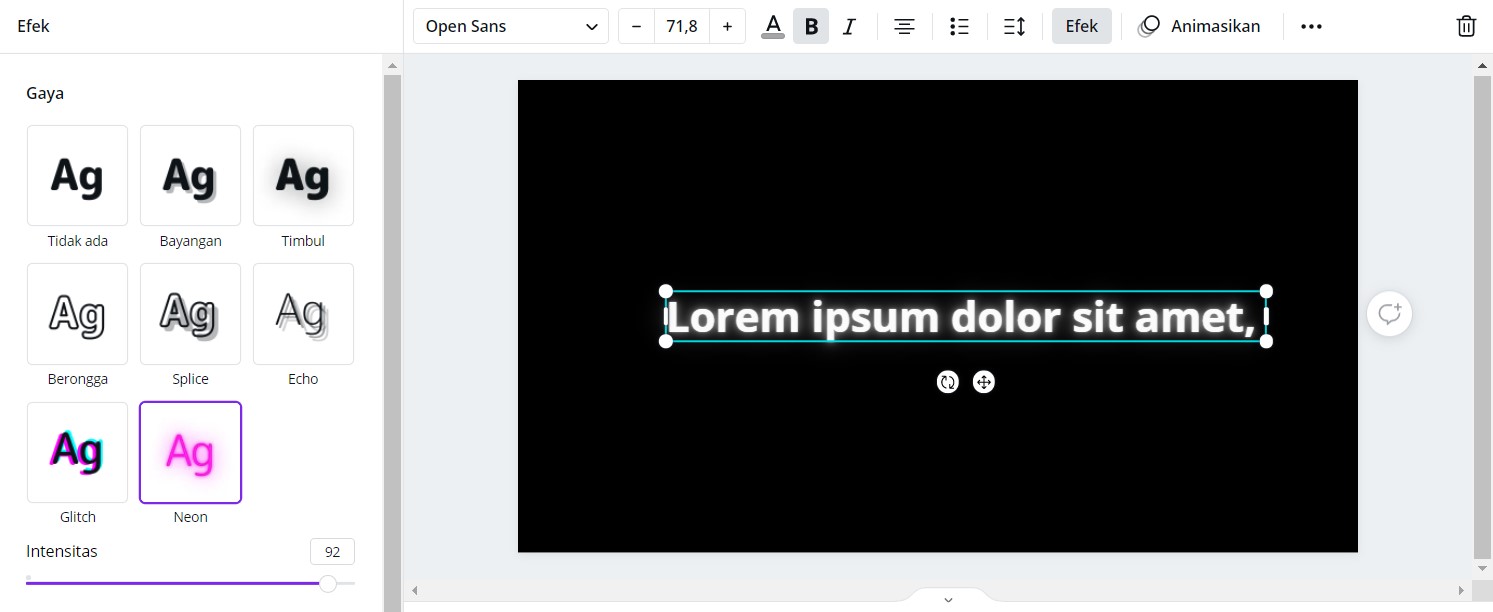 Efek
Open Sans
– 71,8 +
A B I
Efek
Animasikan
Gaya
Ag Ag Ag
Tidak ada Bayangan Timbul
Ag Ag Ag
Berongga Splice Echo
Ag Ag
Glitch Neon
Intensitas 92
Lorem ipsum dolor sit amet,